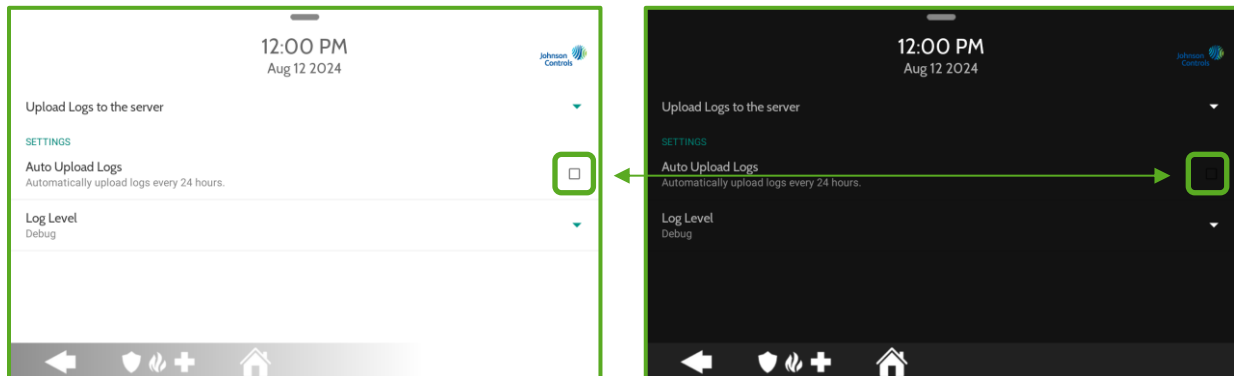 12:00 PM
Aug 12 2024
Johnson
Controls
Upload Logs to the server
SETTINGS
Auto Upload Logs
Automatically upload logs every 24 hours.
Log Level
Debug
12:00 PM
Aug 12 2024
Johnson
Controls
Upload Logs to the server
SETTINGS
Auto Upload Logs
Automatically upload logs every 24 hours.
Log Level
Debug